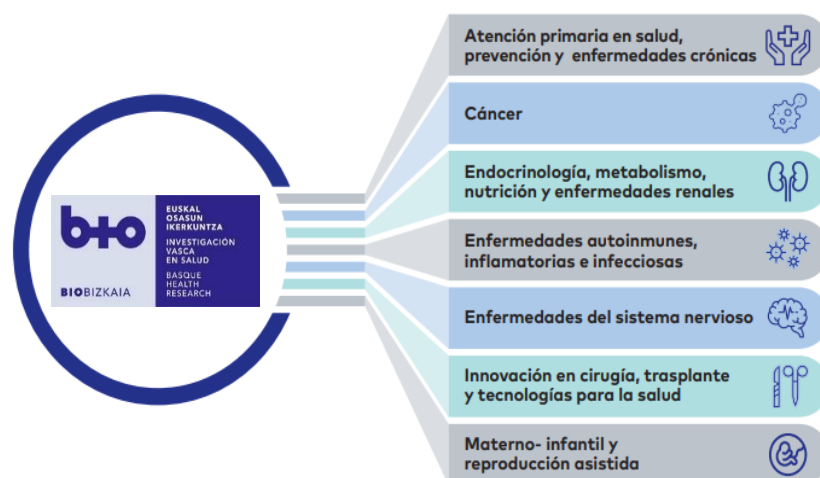 bio
BIOBIZKAIA
EUSKAL
OSASUN
IKERKUNTZA
INVESTIGACIÓN
VASCA
EN SALUD
BASQUE
HEALTH
RESEARCH
Atención primaria en salud,
prevención y enfermedades crónicas
Cáncer
Endocrinología, metabolismo,
nutrición y enfermedades renales
Enfermedades autoinmunes,
inflamatorias e infecciosas
Enfermedades del sistema nervioso
Innovación en cirugía, trasplante
y tecnologías para la salud
Materno- infantil y
reproducción asistida